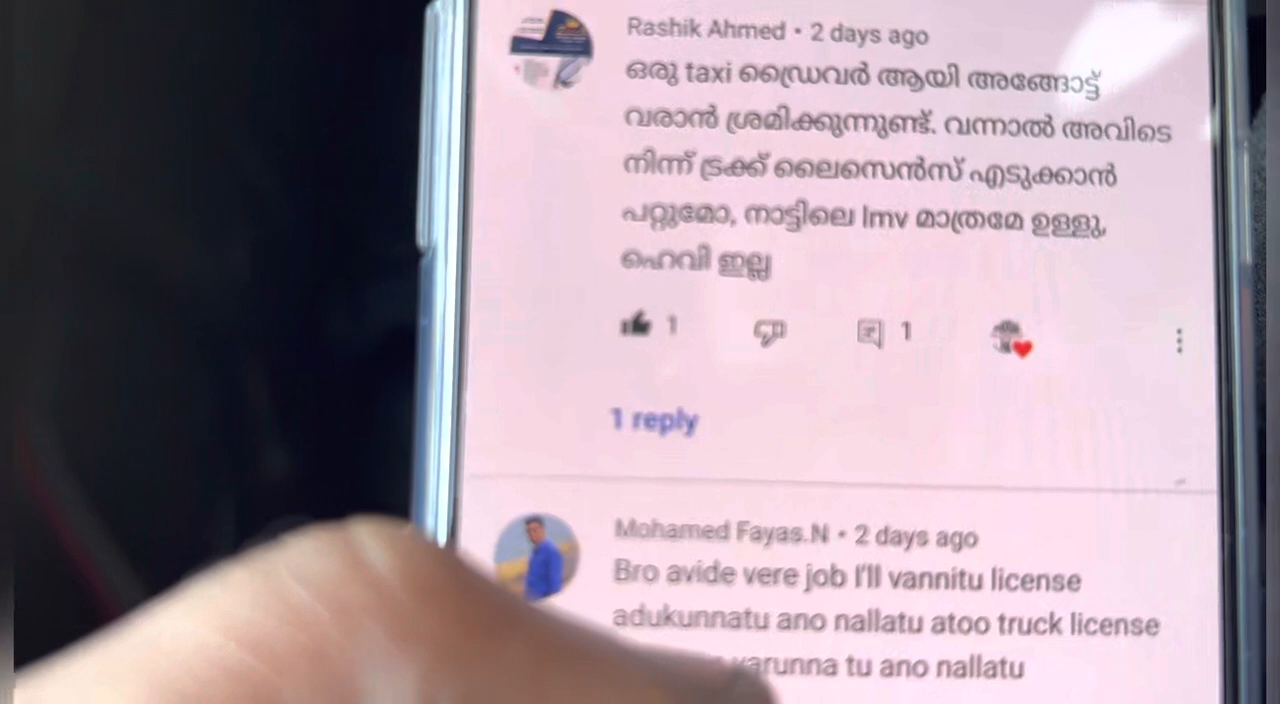 Rashik Ahmed • 2 days ago
ഒരു taxi ഡ്രൈവർ ആയി അങ്ങോട്ട്
വരാൻ ശ്രമിക്കുന്നുണ്ട്. വന്നാൽ അവിടെ
നിന്ന് ട്രക്ക് ലൈസെൻസ് എടുക്കാൻ
പറ്റുമോ, നാട്ടിലെ lmv മാത്രമേ ഉള്ളു,
ഹെവി ഇല്ല
1
1
1 reply
Mohamed Fayas.N • 2 days ago
Bro avide vere job I'll vannitu license
adukunnatu ano nallatu atoo truck license
varunna tu ano nallatu